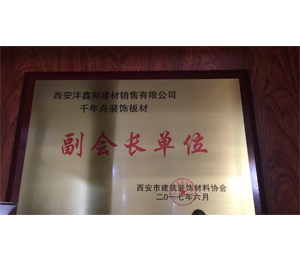 西安沣鑫翔建材销售有限公司
千年舟装饰板材
副会长单位
西安市建筑装饰材料协会
二〇一七年六月